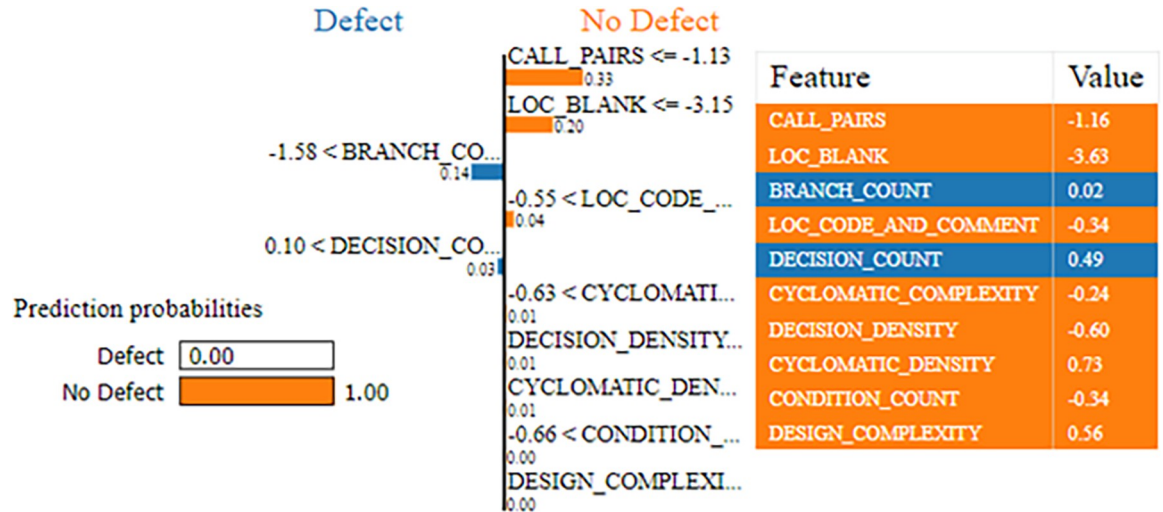 Defect
No Defect
CALL_PAIRS <= -1.13
0.33
LOC_BLANK <= -3.15
0.20
-1.58 < BRANCH_CO...
0.14
-0.55 < LOC_CODE_...
0.04
0.10 < DECISION_CO...
0.03
-0.63 < CYCLOMATI...
0.01
DECISION_DENSITY...
0.01
CYCLOMATIC_DEN...
0.01
-0.66 < CONDITION_...
0.00
DESIGN_COMPLEXI...
0.00
Prediction probabilities
Defect 0.00
No Defect 1.00
Feature Value
CALL_PAIRS -1.16
LOC_BLANK -3.63
BRANCH_COUNT 0.02
LOC_CODE_AND_COMMENT -0.34
DECISION_COUNT 0.49
CYCLOMATIC_COMPLEXITY -0.24
DECISION_DENSITY -0.60
CYCLOMATIC_DENSITY 0.73
CONDITION_COUNT -0.34
DESIGN_COMPLEXITY 0.56